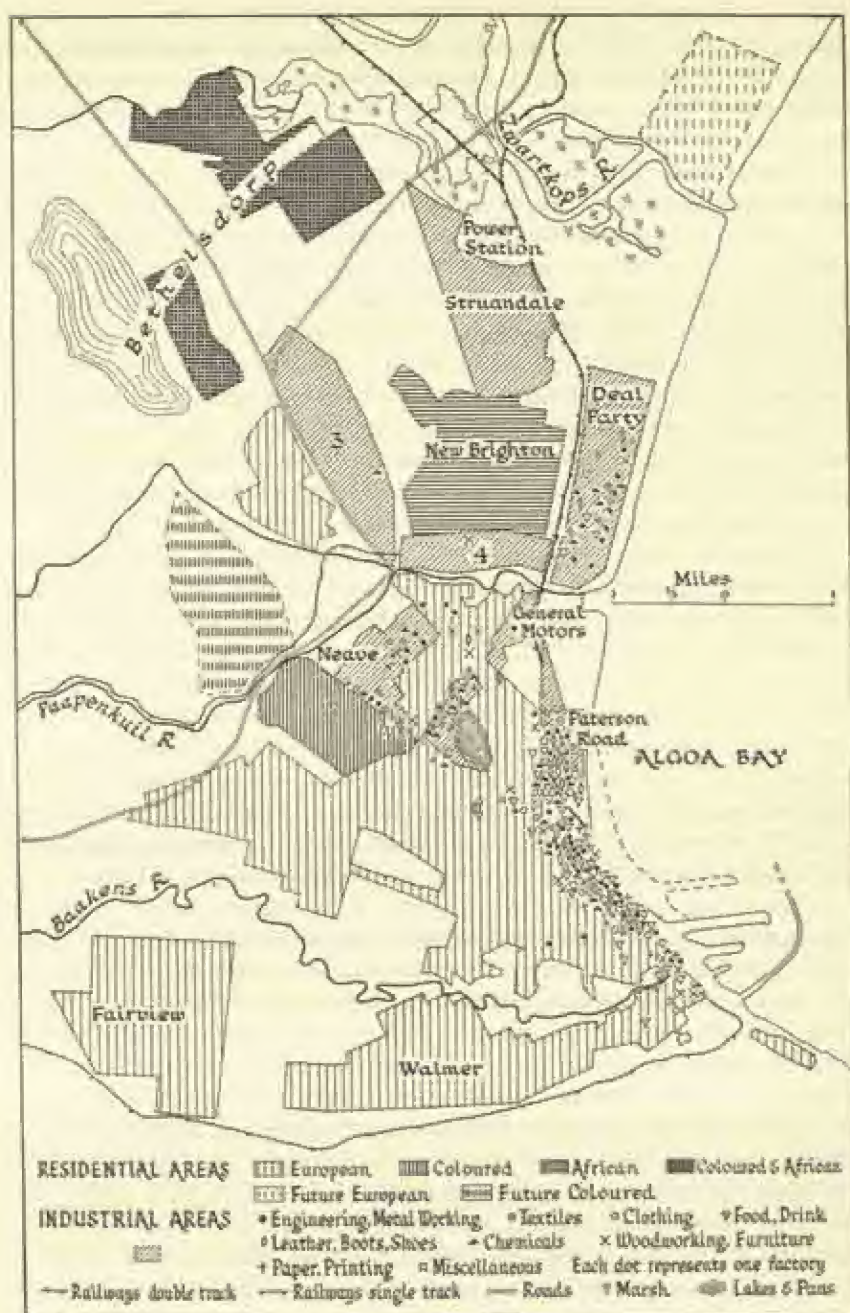 Zwartkops R.
Bethelsdorp
Power
Station
Struandale
Deal
Party
3
New Brighton
4
Miles
General
Motors
Neave
Paapenkuil R
Paterson
Road
ALGOA BAY
Baakens R.
Fairview
Walmer
RESIDENTIAL AREAS European Coloured African Coloured & African
Future European Future Coloured
INDUSTRIAL AREAS Engineering, Metal Working Textiles Clothing Food, Drink
Leather, Boots, Shoes Chemicals Woodworking, Furniture
Paper, Printing Miscellaneous Each dot represents one factory
Railways double track Railways single track Roads Marsh Lakes & Pans